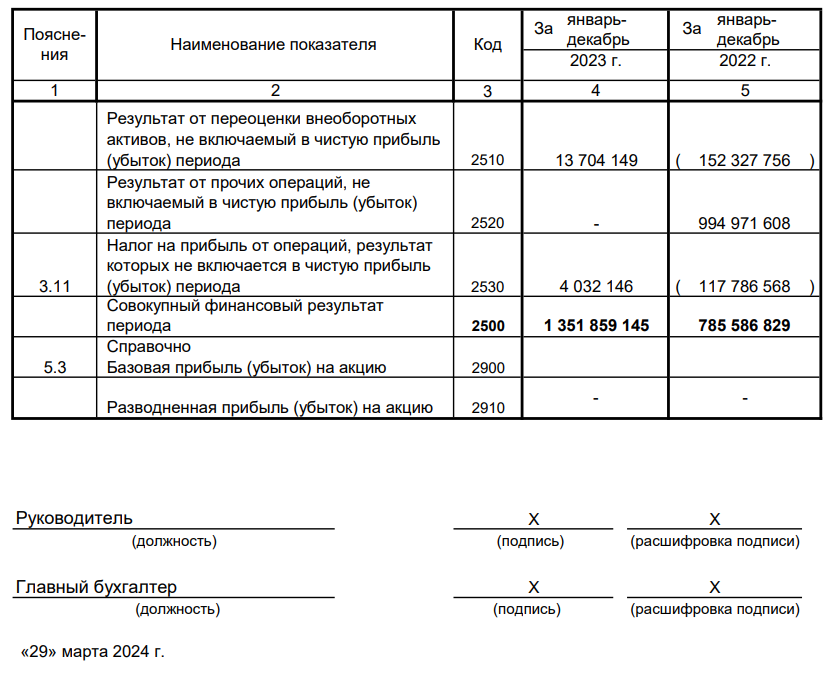 Поясне-
ния
Наименование показателя
Код
За январь-
декабрь
2023 г.
За январь-
декабрь
2022 г.
1 2 3 4 5
Результат от переоценки внеоборотных
активов, не включаемый в чистую прибыль
(убыток) периода 2510 13 704 149 ( 152 327 756 )
Результат от прочих операций, не
включаемый в чистую прибыль (убыток)
периода 2520 - 994 971 608
Налог на прибыль от операций, результат
которых не включается в чистую прибыль
3.11 (убыток) периода 2530 4 032 146 ( 117 786 568 )
Совокупный финансовый результат
периода 2500 1 351 859 145 785 586 829
Справочно
5.3 Базовая прибыль (убыток) на акцию 2900
Разводненная прибыль (убыток) на акцию 2910 - -
Руководитель X X
(должность) (подпись) (расшифровка подписи)
Главный бухгалтер X X
(должность) (подпись) (расшифровка подписи)
«29» марта 2024 г.